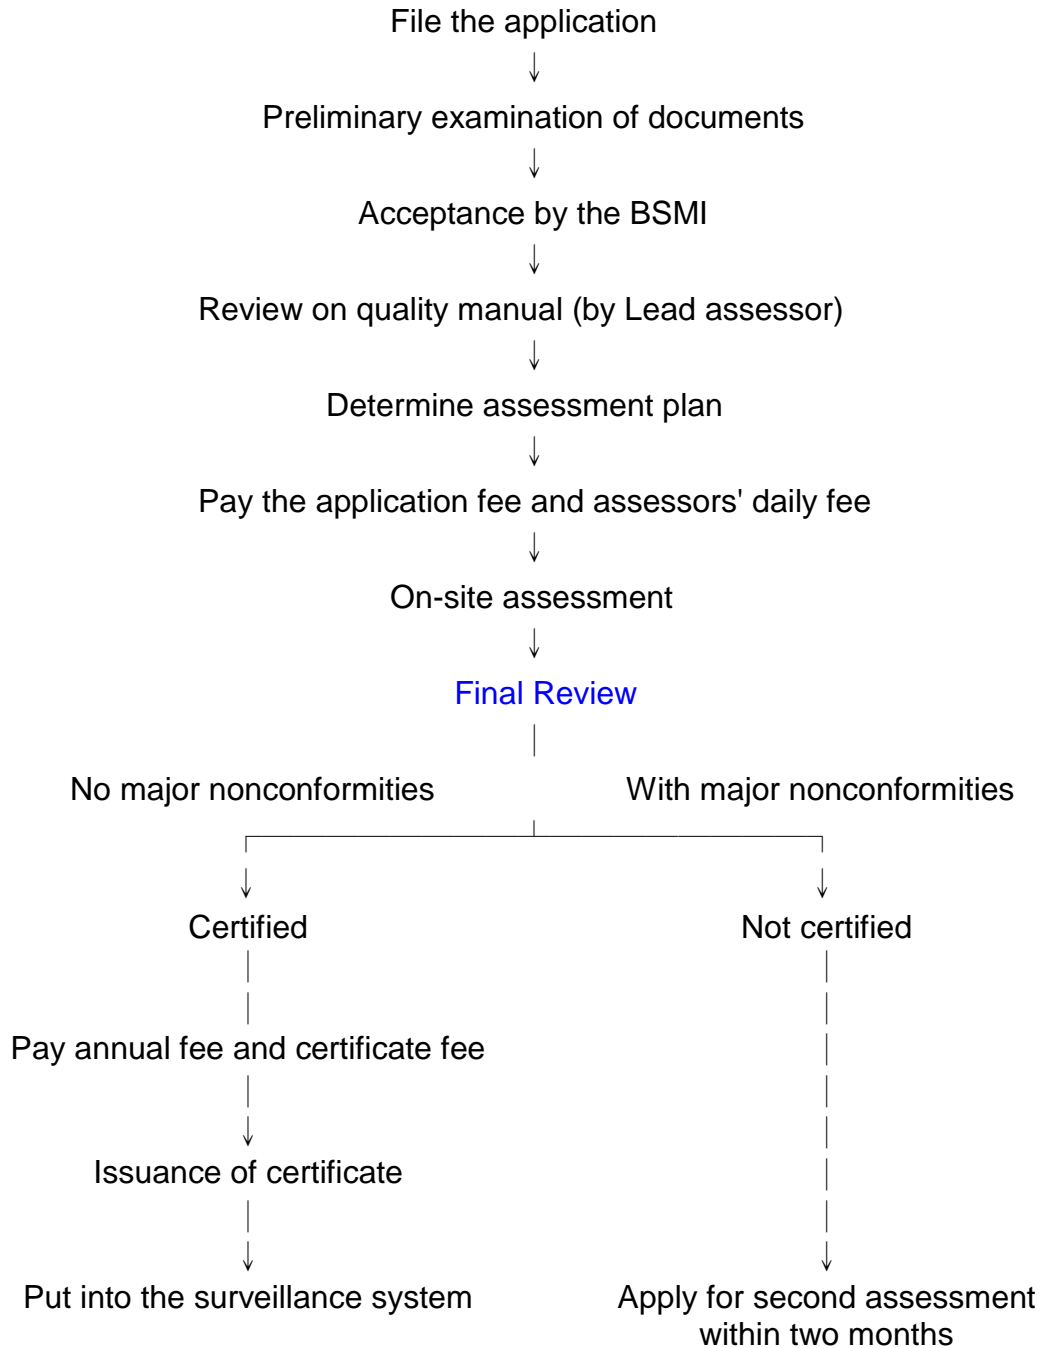 File the application
Preliminary examination of documents
Acceptance by the BSMI
Review on quality manual (by Lead assessor)
Determine assessment plan
Pay the application fee and assessors' daily fee
On-site assessment
Final Review
No major nonconformities
With major nonconformities
Certified
Not certified
Pay annual fee and certificate fee
Issuance of certificate
Put into the surveillance system
Apply for second assessment
within two months